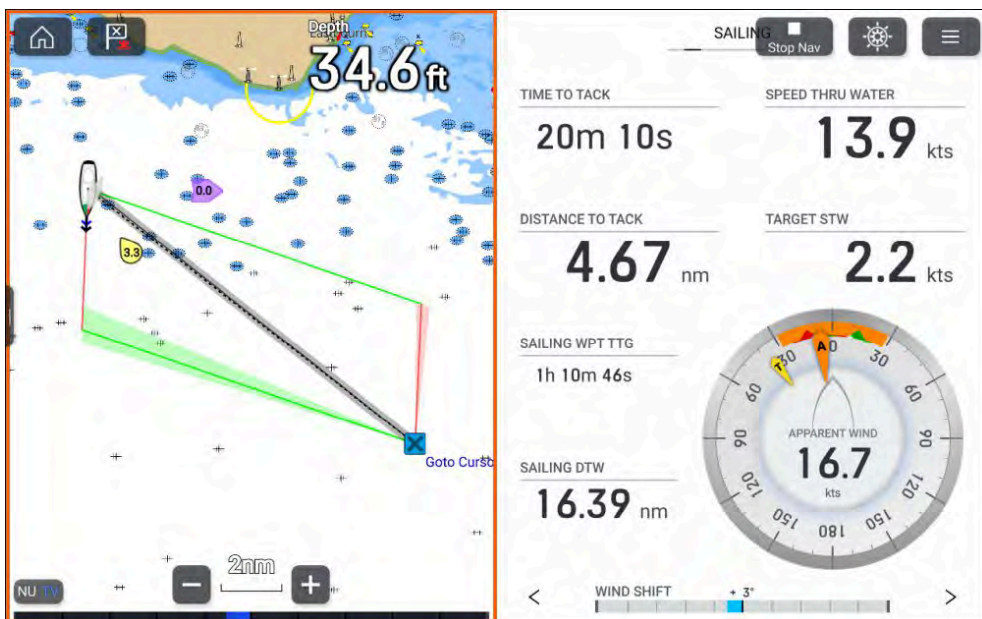 Depth
34.6 ft
0.0
3.3
Goto Curso
2nm
NU TV
SAILING
Stop Nav
TIME TO TACK
20m 10s
SPEED THRU WATER
13.9 kts
DISTANCE TO TACK
4.67 nm
TARGET STW
2.2 kts
SAILING WPT TTG
1h 10m 46s
SAILING DTW
16.39 nm
A 0
T 30 30
60 60
90 90
120 120
150 150
180
APPARENT WIND
16.7
kts
WIND SHIFT + 3°